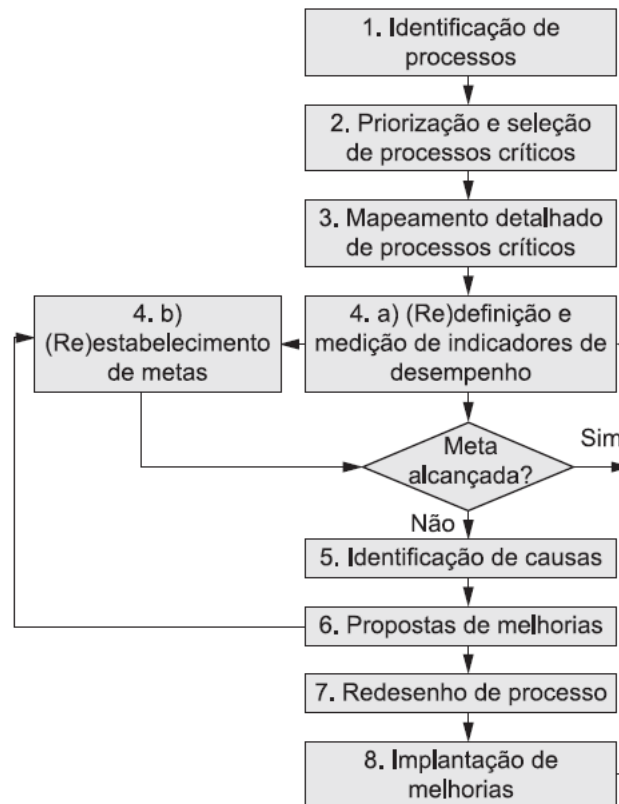 1. Identificação de
processos
2. Priorização e seleção
de processos críticos
3. Mapeamento detalhado
de processos críticos
4. b)
(Re)estabelecimento
de metas
4. a) (Re)definição e
medição de indicadores de
desempenho
Meta
alcançada?
Sim
Não
5. Identificação de causas
6. Propostas de melhorias
7. Redesenho de processo
8. Implantação de
melhorias